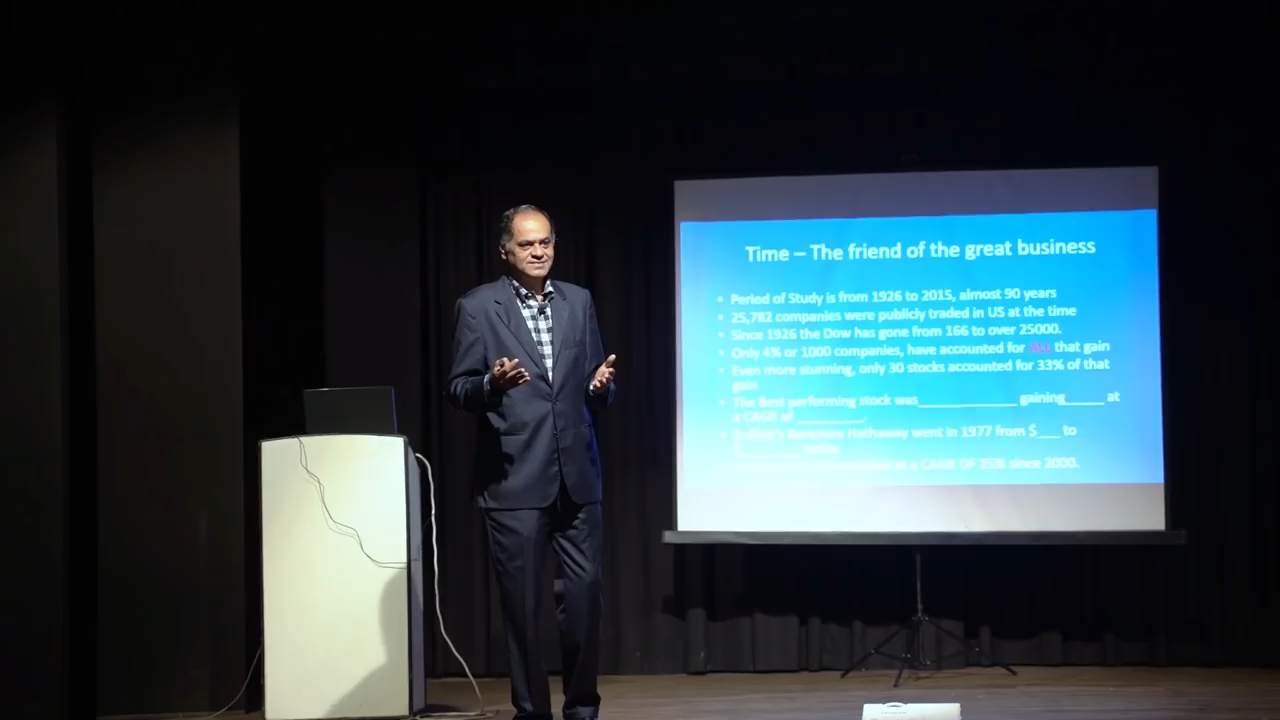 Time – The friend of the great business
• Period of Study is from 1926 to 2015, almost 90 years
• 25,782 companies were publicly traded in US at the time
• Since 1926 the Dow has gone from 166 to over 25000.
• Only 4% or 1000 companies, have accounted for ALL that gain
• Even more stunning, only 30 stocks accounted for 33% of that
gain
• The Best performing stock was______________ gaining______ at
a CAGR of __________.
• Buffet's Berkshire Hathaway went in 1977 from $____ to
at a CAGR OF 35% since 2000.